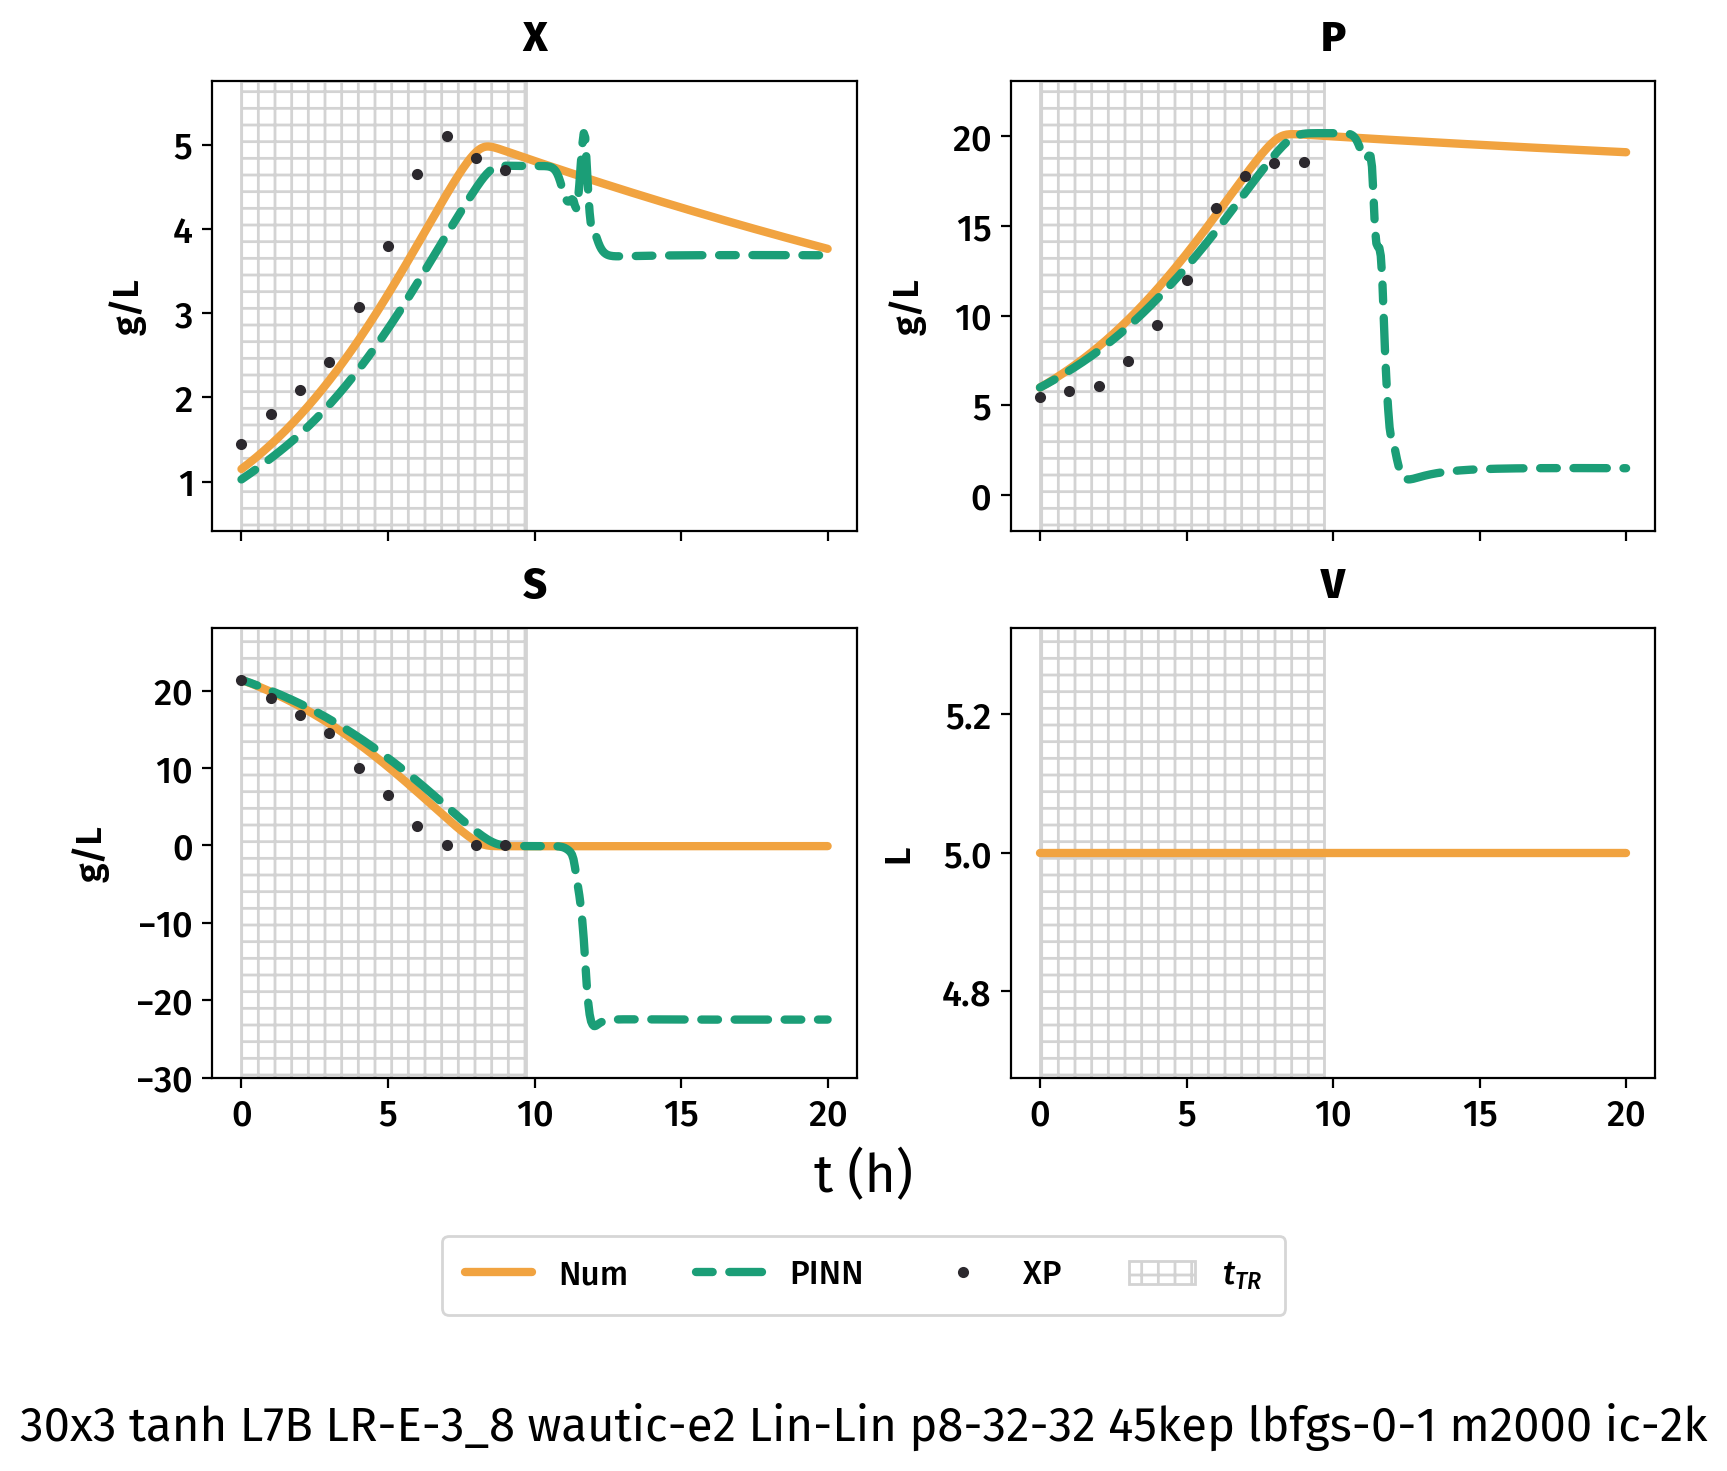 X
P
5
4
3
2
1
g/L
20
15
10
5
0
g/L
S
V
20
10
0
−10
−20
−30
g/L
5.2
5.0
4.8
L
0 5 10 15 20
0 5 10 15 20
t (h)
Num PINN XP tTR
30x3 tanh L7B LR-E-3_8 wautic-e2 Lin-Lin p8-32-32 45kep lbfgs-0-1 m2000 ic-2k